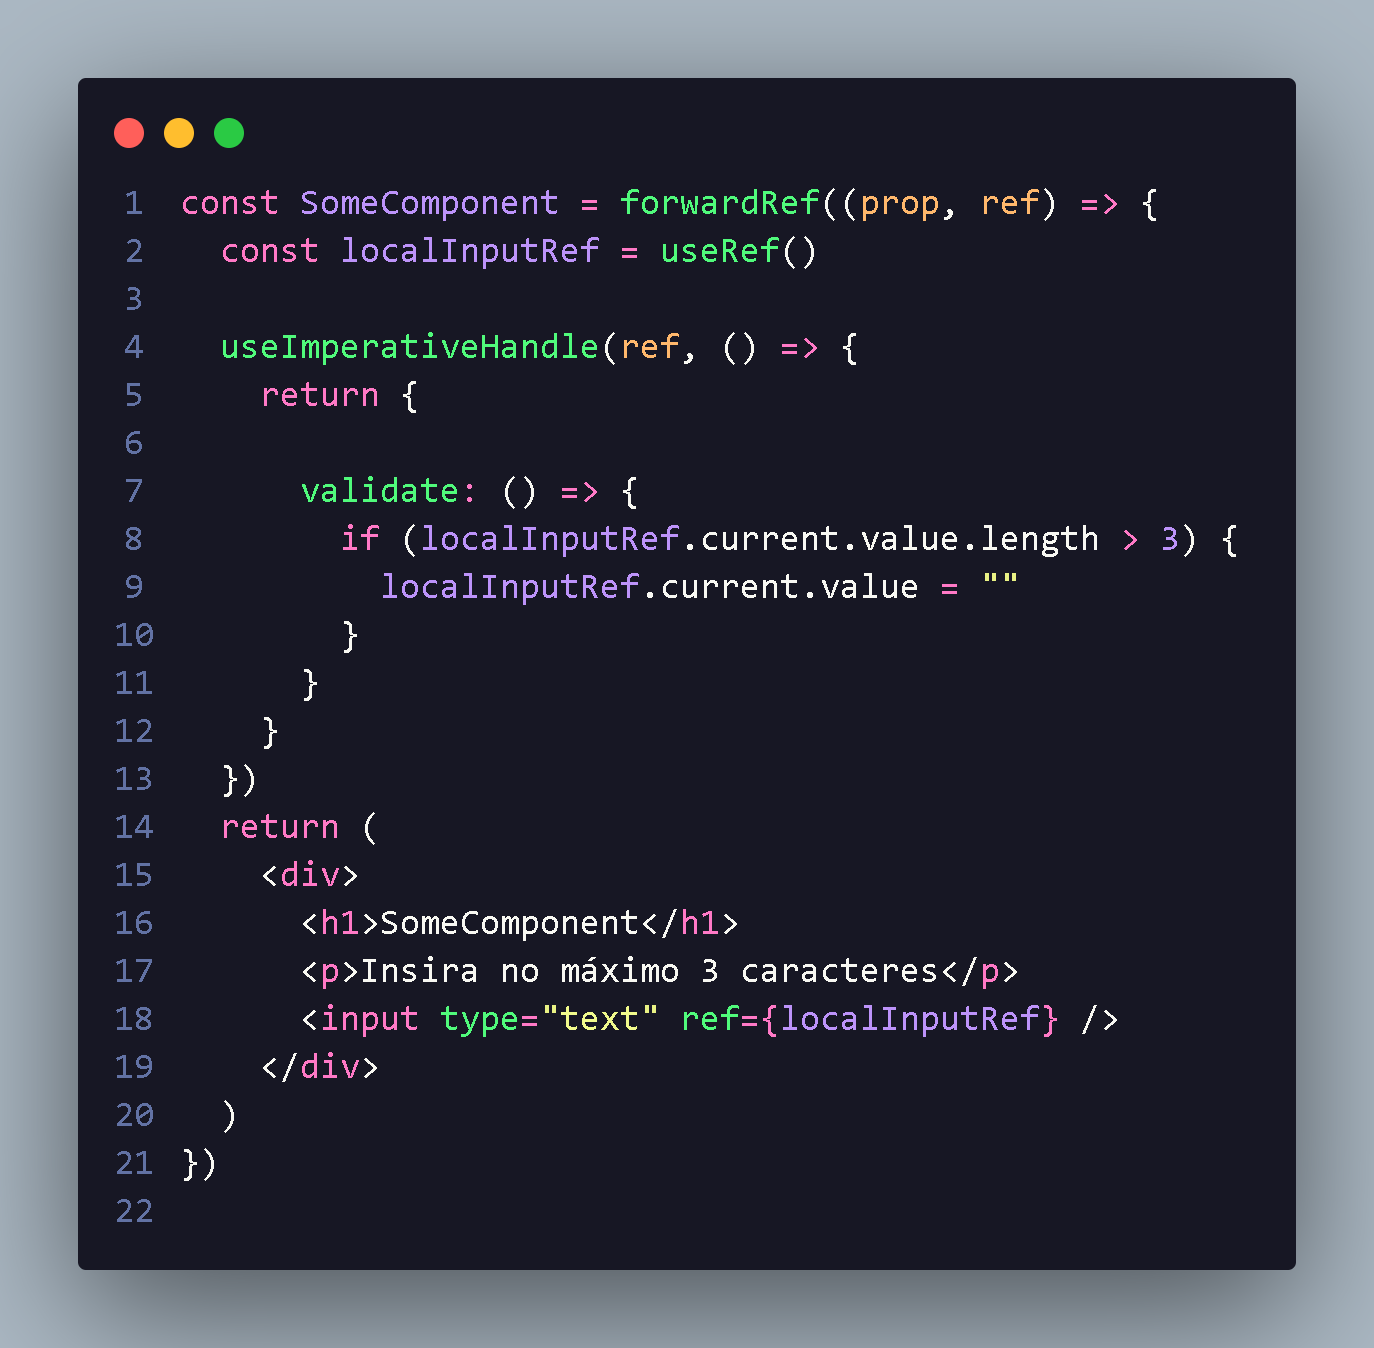 1 const SomeComponent = forwardRef((prop, ref) => {
2   const localInputRef = useRef()
3
4   useImperativeHandle(ref, () => {
5     return {
6
7       validate: () => {
8         if (localInputRef.current.value.length > 3) {
9           localInputRef.current.value = ""
10         }
11       }
12     }
13   })
14   return (
15     <div>
16       <h1>SomeComponent</h1>
17       <p>Insira no máximo 3 caracteres</p>
18       <input type="text" ref={localInputRef} />
19     </div>
20   )
21 })
22